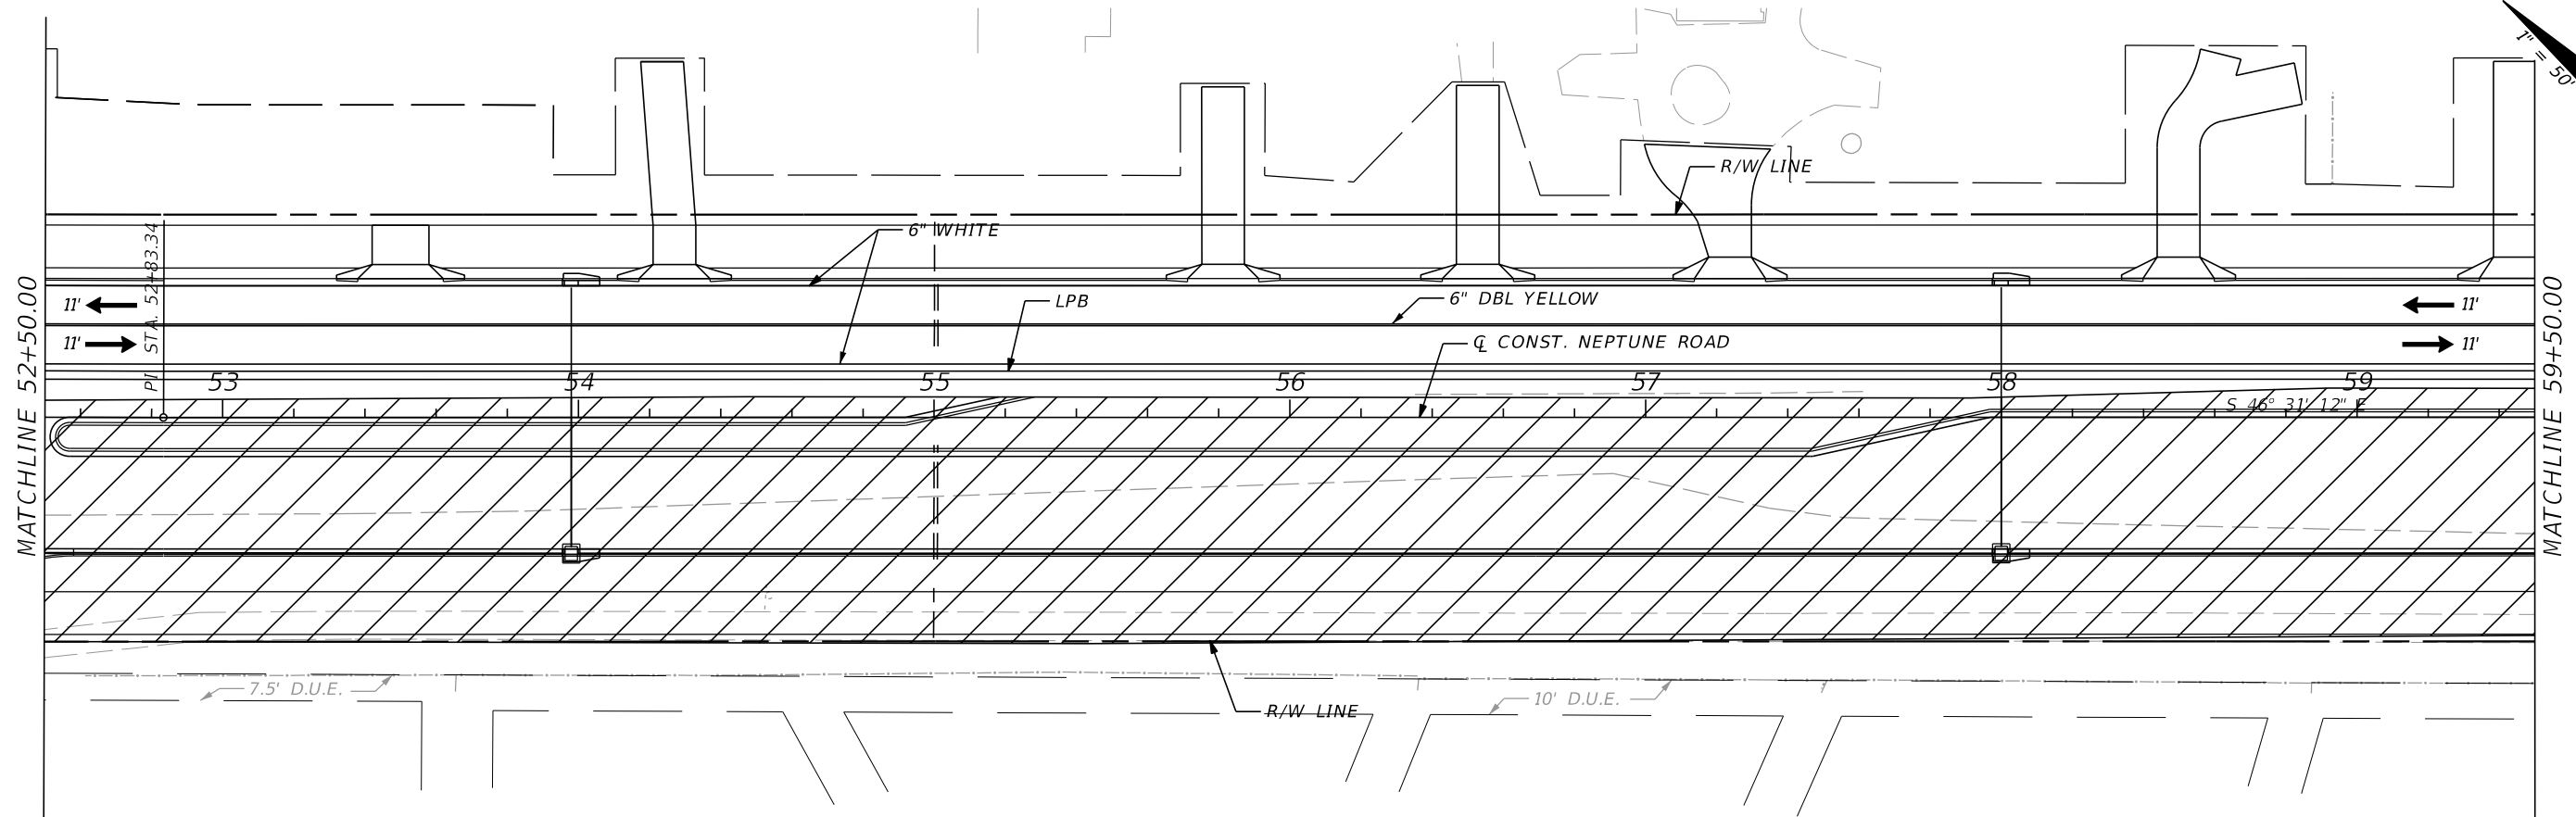 1" = 50'
R/W LINE
6" WHITE
PI STA. 52+83.34
MATCHLINE 52+50.00
11'
11'
LPB
6" DBL YELLOW
℄ CONST. NEPTUNE ROAD
11'
11'
MATCHLINE 59+50.00
53
54
55
56
57
58
59
S 46° 31' 12" E
7.5' D.U.E.
R/W LINE
10' D.U.E.